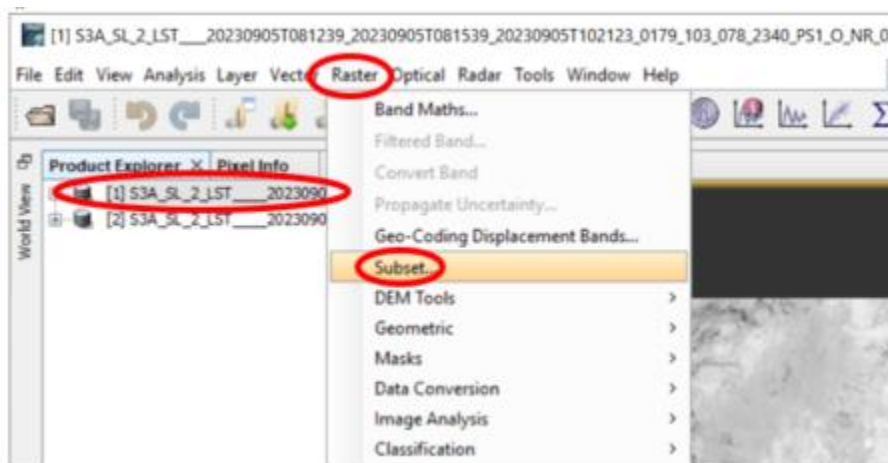 [1] S3A_SL_2_LST____20230905T081239_20230905T081539_20230905T102123_0179_103_078_2340_PS1_O_NR_0
File Edit View Analysis Layer Vector Raster Optical Radar Tools Window Help
Band Maths...
Filtered Band...
Product Explorer Pixel Info
Convert Band
[1] S3A_SL_2_LST____2023090
Propagate Uncertainty...
[2] S3A_SL_2_LST____2023090
Geo-Coding Displacement Bands...
World View
Subset...
DEM Tools
Geometric
Masks
Data Conversion
Image Analysis
Classification